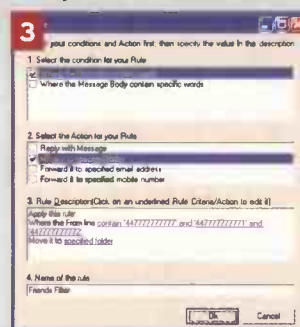 3
your conditions and Action first, then specify the value in the description
1. Select the condition for your Rule
Where the Message Body contain specific words
2. Select the Action for your Rule
Reply with Message
Forward it to specified email address
Forward it to specified mobile number
3. Rule Description(Click on an underlined Rule Criteria/Action to edit it)
Apply this rule
Where the From line contain '447777777777' and '447777777771' and
'447777777772'
Move it to specified folder
4. Name of the rule
Friends Filter
Ok
Cancel